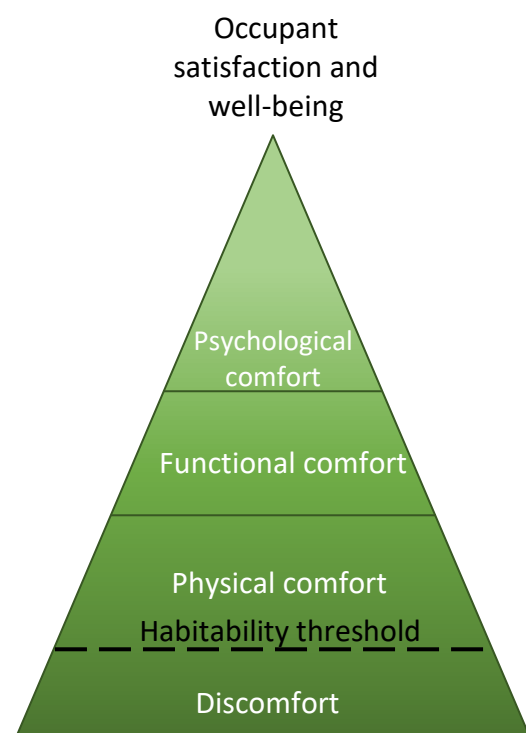 Occupant
satisfaction and
well-being
Psychological
comfort
Functional comfort
Physical comfort
Habitability threshold
Discomfort